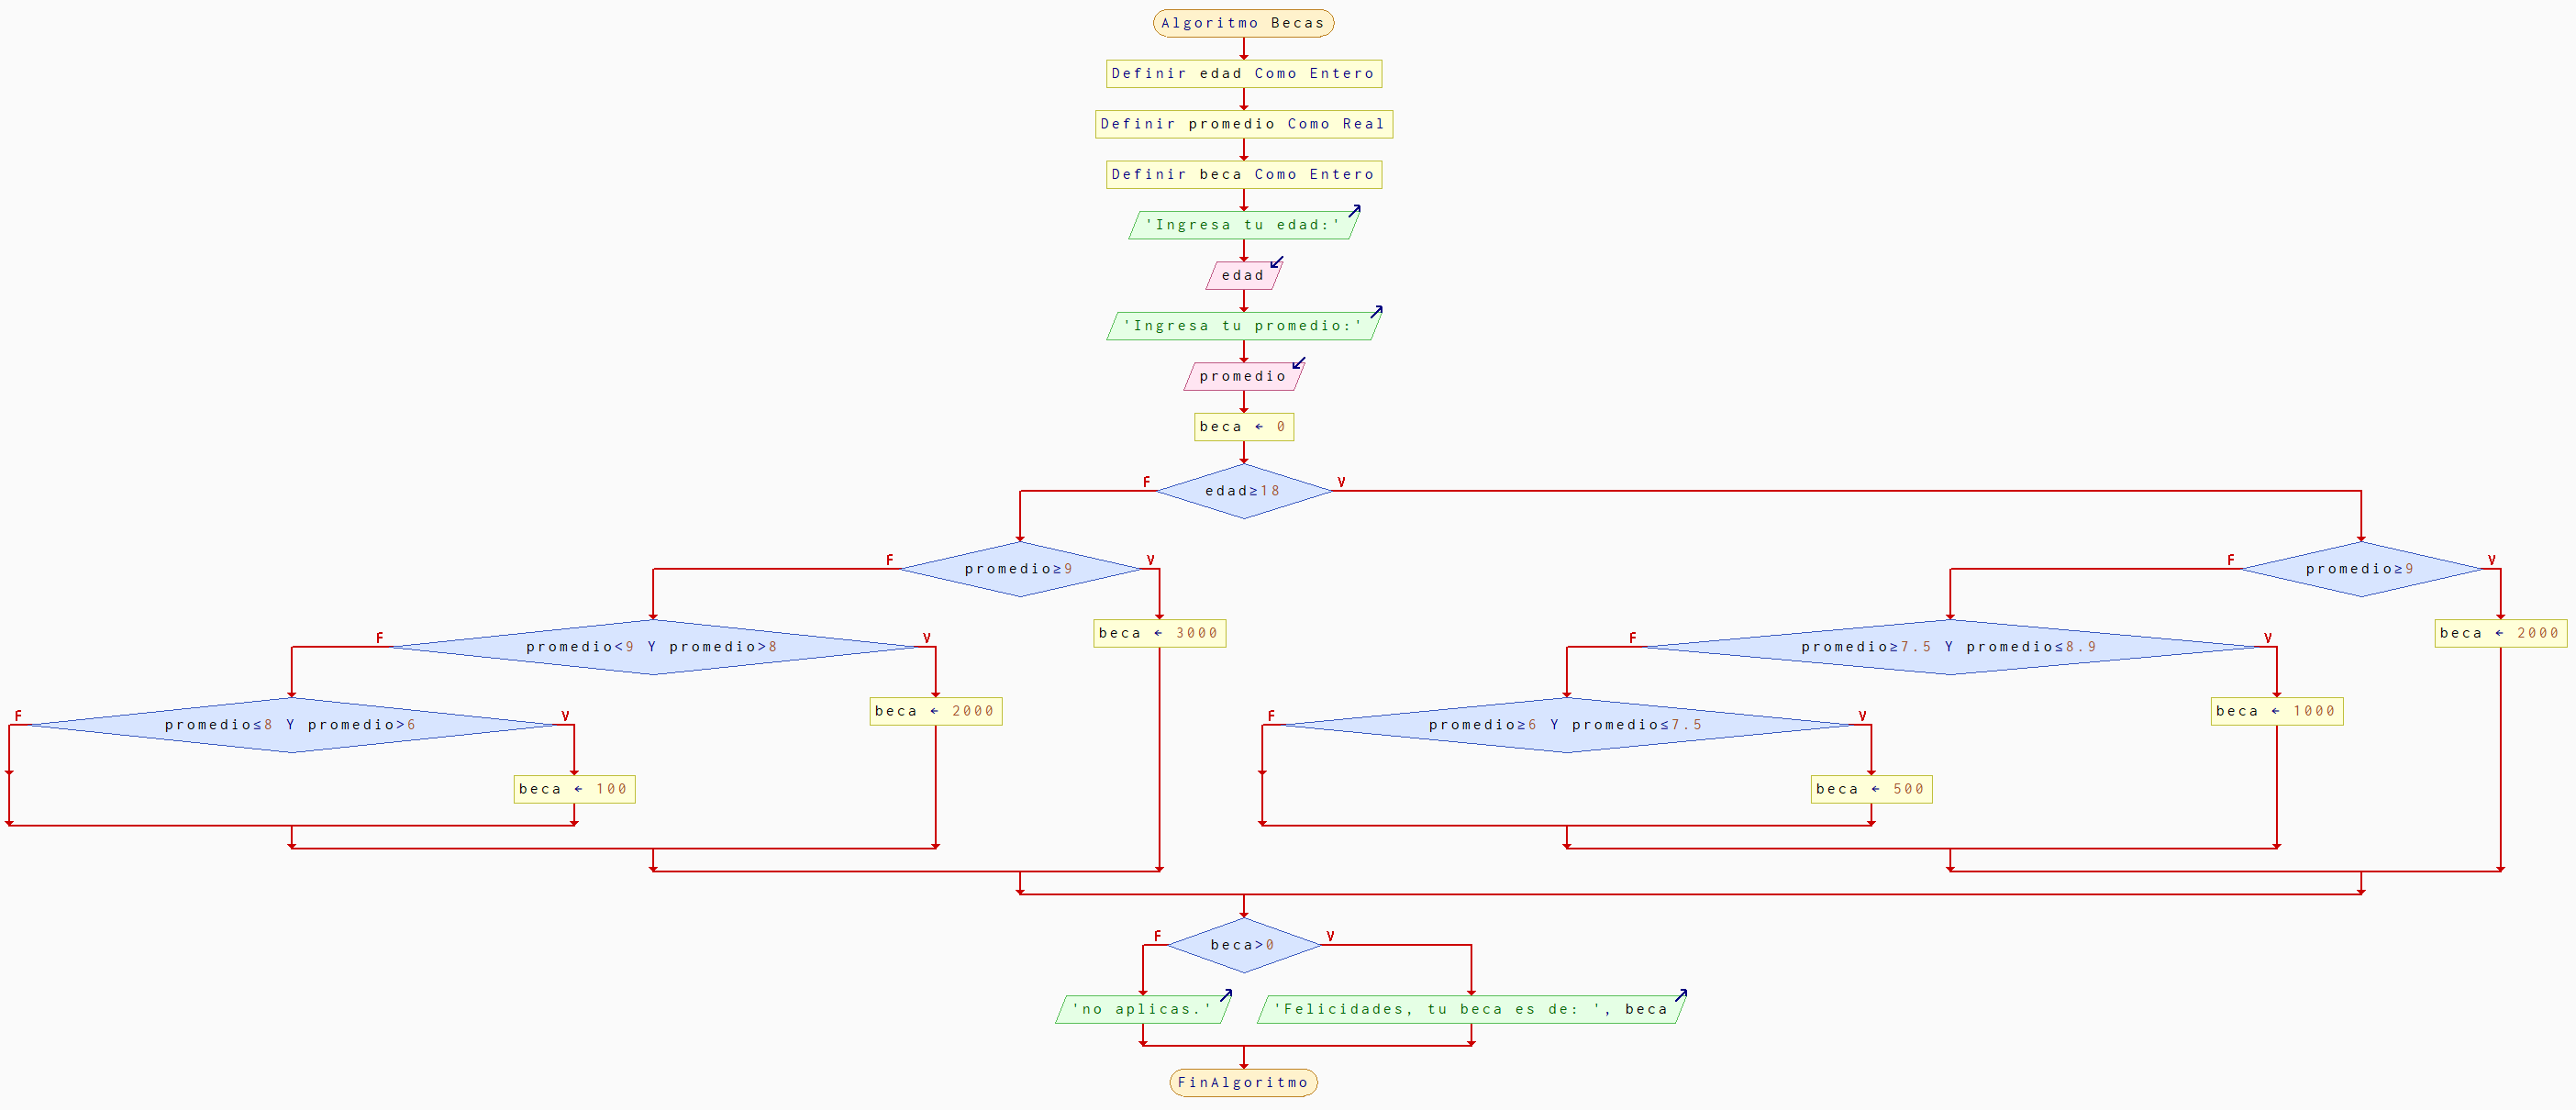 Algoritmo Becas
Definir edad Como Entero
Definir promedio Como Real
Definir beca Como Entero
'Ingresa tu edad:'
edad
'Ingresa tu promedio:'
promedio
beca ← 0
F
edad≥18
V
F
promedio≥9
V
F
promedio≥9
V
beca ← 3000
beca ← 2000
F
promedio<9 Y promedio>8
V
F
promedio≥7.5 Y promedio≤8.9
V
beca ← 2000
beca ← 1000
F
promedio≤8 Y promedio>6
V
F
promedio≥6 Y promedio≤7.5
V
beca ← 100
beca ← 500
F
beca>0
V
'no aplicas.'
'Felicidades, tu beca es de: ', beca
FinAlgoritmo